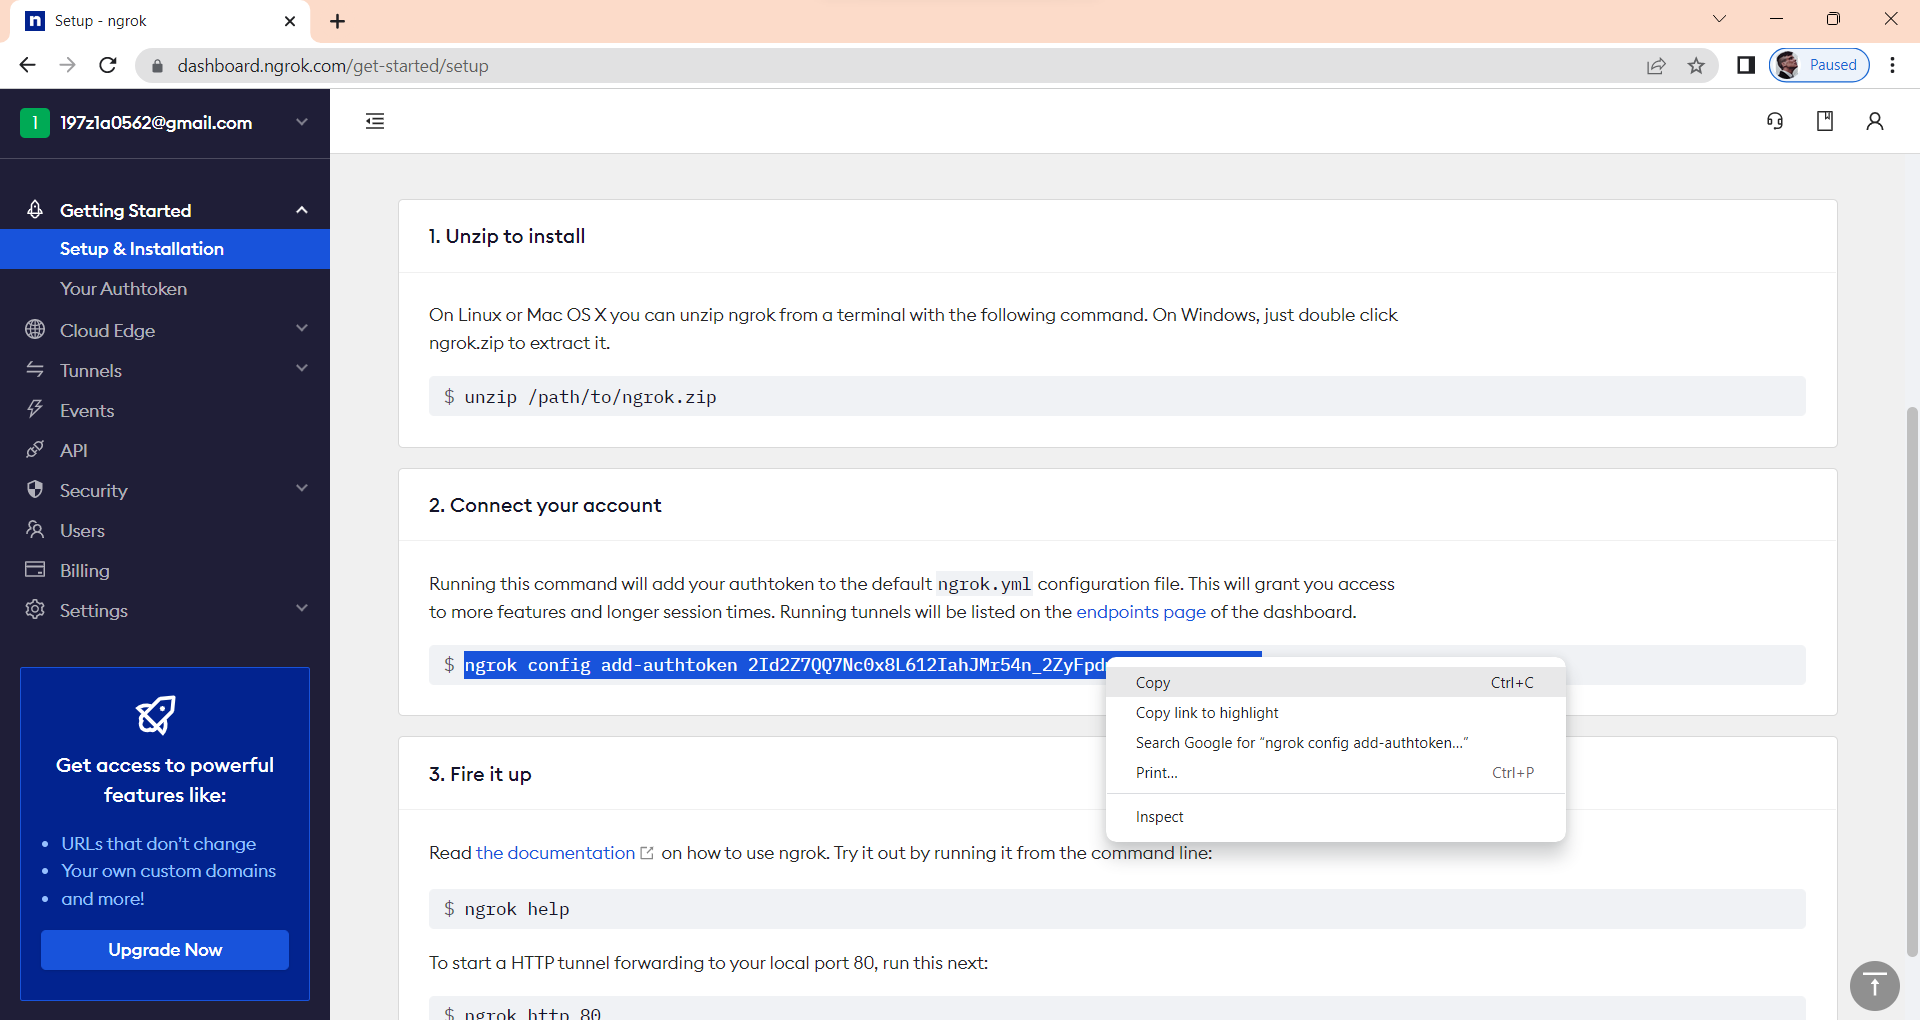 Setup - ngrok
dashboard.ngrok.com/get-started/setup
Paused
1
197z1a0562@gmail.com
Getting Started
Setup & Installation
Your Authtoken
Cloud Edge
Tunnels
Events
API
Security
Users
Billing
Settings
Get access to powerful
features like:
• URLs that don't change
• Your own custom domains
• and more!
Upgrade Now
1. Unzip to install
On Linux or Mac OS X you can unzip ngrok from a terminal with the following command. On Windows, just double click
ngrok.zip to extract it.
$ unzip /path/to/ngrok.zip
2. Connect your account
Running this command will add your authtoken to the default ngrok.yml configuration file. This will grant you access
to more features and longer session times. Running tunnels will be listed on the endpoints page of the dashboard.
$ ngrok config add-authtoken
Copy Ctrl+C
Copy link to highlight
Search Google for “ngrok config add-authtoken...”
Print... Ctrl+P
Inspect
3. Fire it up
Read the documentation on how to use ngrok. Try it out by running it from the command line:
$ ngrok help
To start a HTTP tunnel forwarding to your local port 80, run this next:
$ ngrok http 80